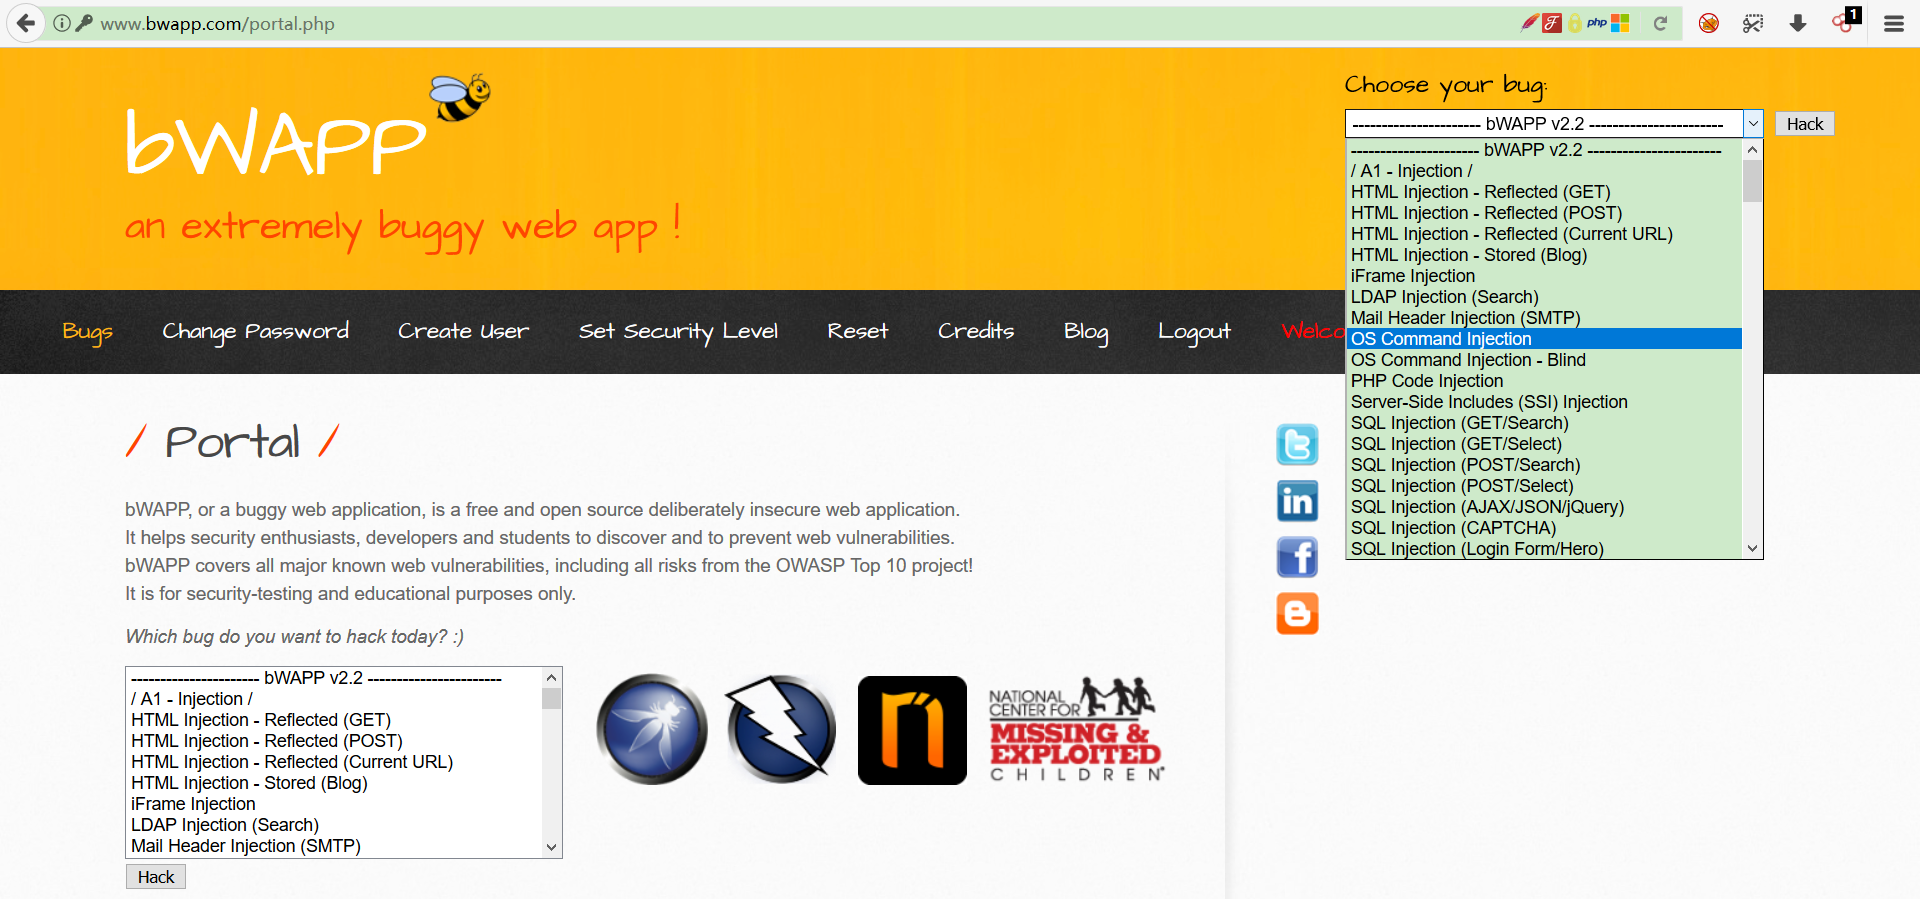 www.bwapp.com/portal.php
php
1
bWAPP
an extremely buggy web app !
Choose your bug:
---------------------- bWAPP v2.2 -----------------------
Hack
---------------------- bWAPP v2.2 -----------------------
/ A1 - Injection /
HTML Injection - Reflected (GET)
HTML Injection - Reflected (POST)
HTML Injection - Reflected (Current URL)
HTML Injection - Stored (Blog)
iFrame Injection
LDAP Injection (Search)
Mail Header Injection (SMTP)
OS Command Injection
OS Command Injection - Blind
PHP Code Injection
Server-Side Includes (SSI) Injection
SQL Injection (GET/Search)
SQL Injection (GET/Select)
SQL Injection (POST/Search)
SQL Injection (POST/Select)
SQL Injection (AJAX/JSON/jQuery)
SQL Injection (CAPTCHA)
SQL Injection (Login Form/Hero)
Bugs Change Password Create User Set Security Level Reset Credits Blog Logout
/ Portal /
bWAPP, or a buggy web application, is a free and open source deliberately insecure web application.
It helps security enthusiasts, developers and students to discover and to prevent web vulnerabilities.
bWAPP covers all major known web vulnerabilities, including all risks from the OWASP Top 10 project!
It is for security-testing and educational purposes only.
Which bug do you want to hack today? :)
---------------------- bWAPP v2.2 -----------------------
/ A1 - Injection /
HTML Injection - Reflected (GET)
HTML Injection - Reflected (POST)
HTML Injection - Reflected (Current URL)
HTML Injection - Stored (Blog)
iFrame Injection
LDAP Injection (Search)
Mail Header Injection (SMTP)
Hack
NATIONAL
CENTER FOR
MISSING &
EXPLOITED
CHILDREN®
in